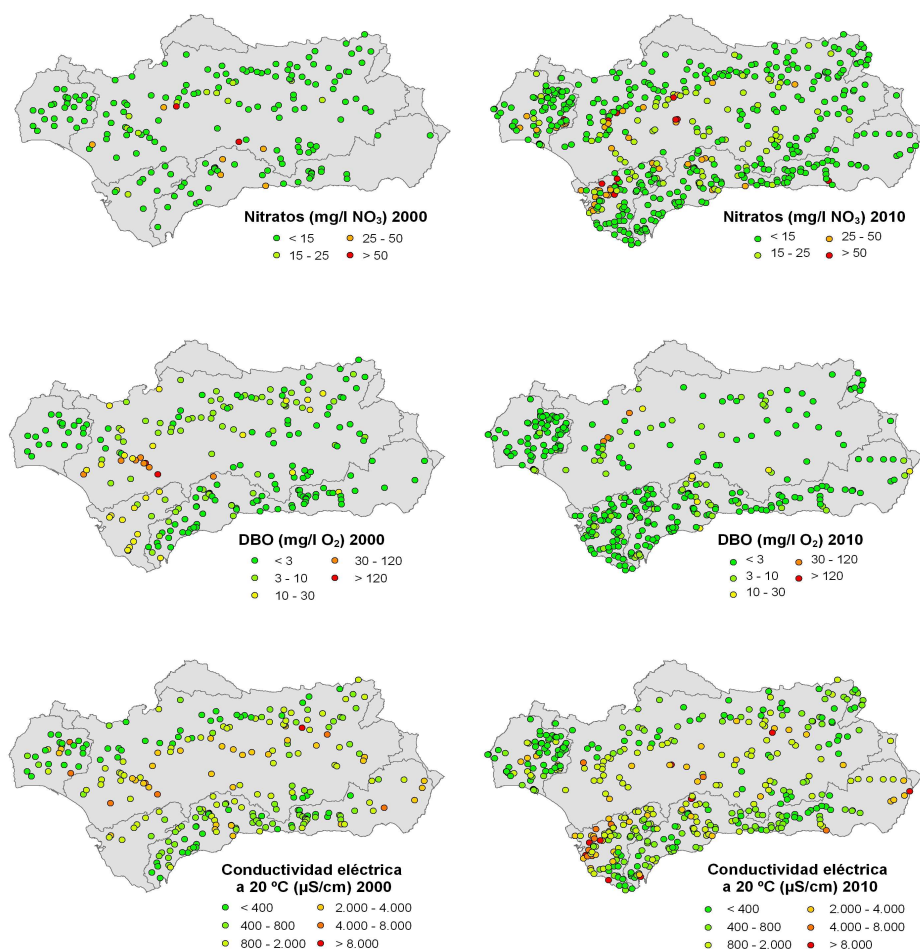 Nitratos (mg/l NO₃) 2000
< 15
25 - 50
15 - 25
> 50
Nitratos (mg/l NO₃) 2010
< 15
25 - 50
15 - 25
> 50
DBO (mg/l O₂) 2000
< 3
30 - 120
3 - 10
> 120
10 - 30
DBO (mg/l O₂) 2010
< 3
30 - 120
3 - 10
> 120
10 - 30
Conductividad eléctrica
a 20 ºC (µS/cm) 2000
< 400
2.000 - 4.000
400 - 800
4.000 - 8.000
800 - 2.000
> 8.000
Conductividad eléctrica
a 20 ºC (µS/cm) 2010
< 400
2.000 - 4.000
400 - 800
4.000 - 8.000
800 - 2.000
> 8.000